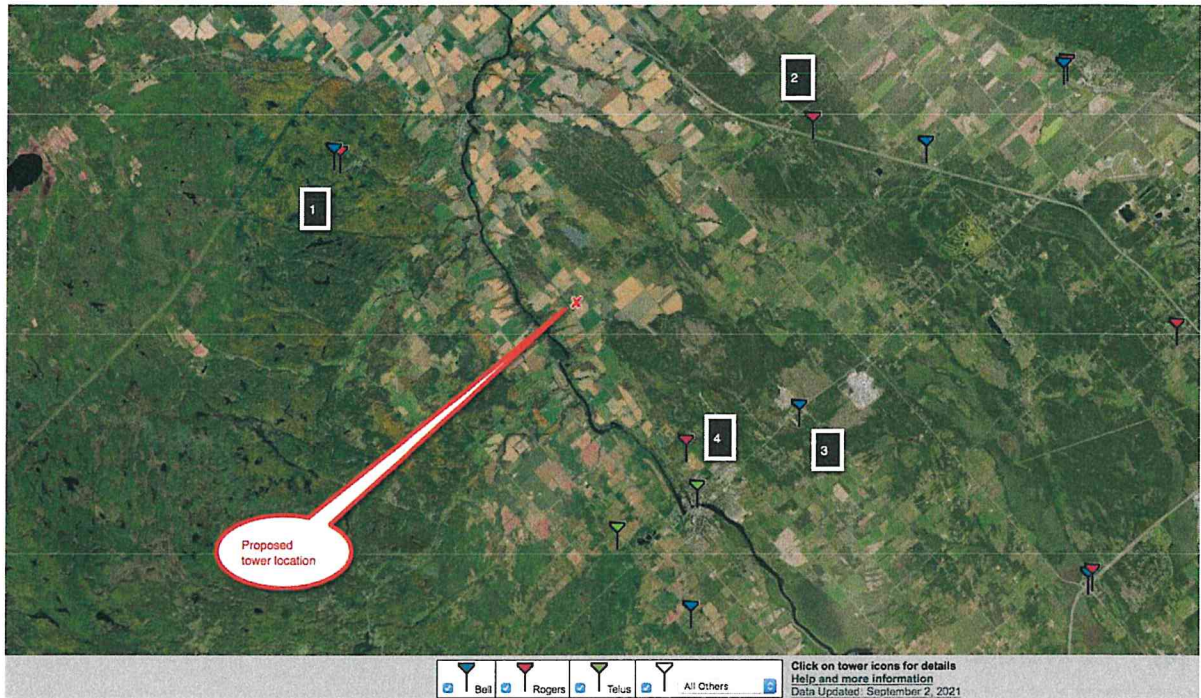 2
1
4
3
Proposed
tower location
Bell
Rogers
Telus
All Others
Click on tower icons for details
Help and more information
Data Updated: September 2, 2021